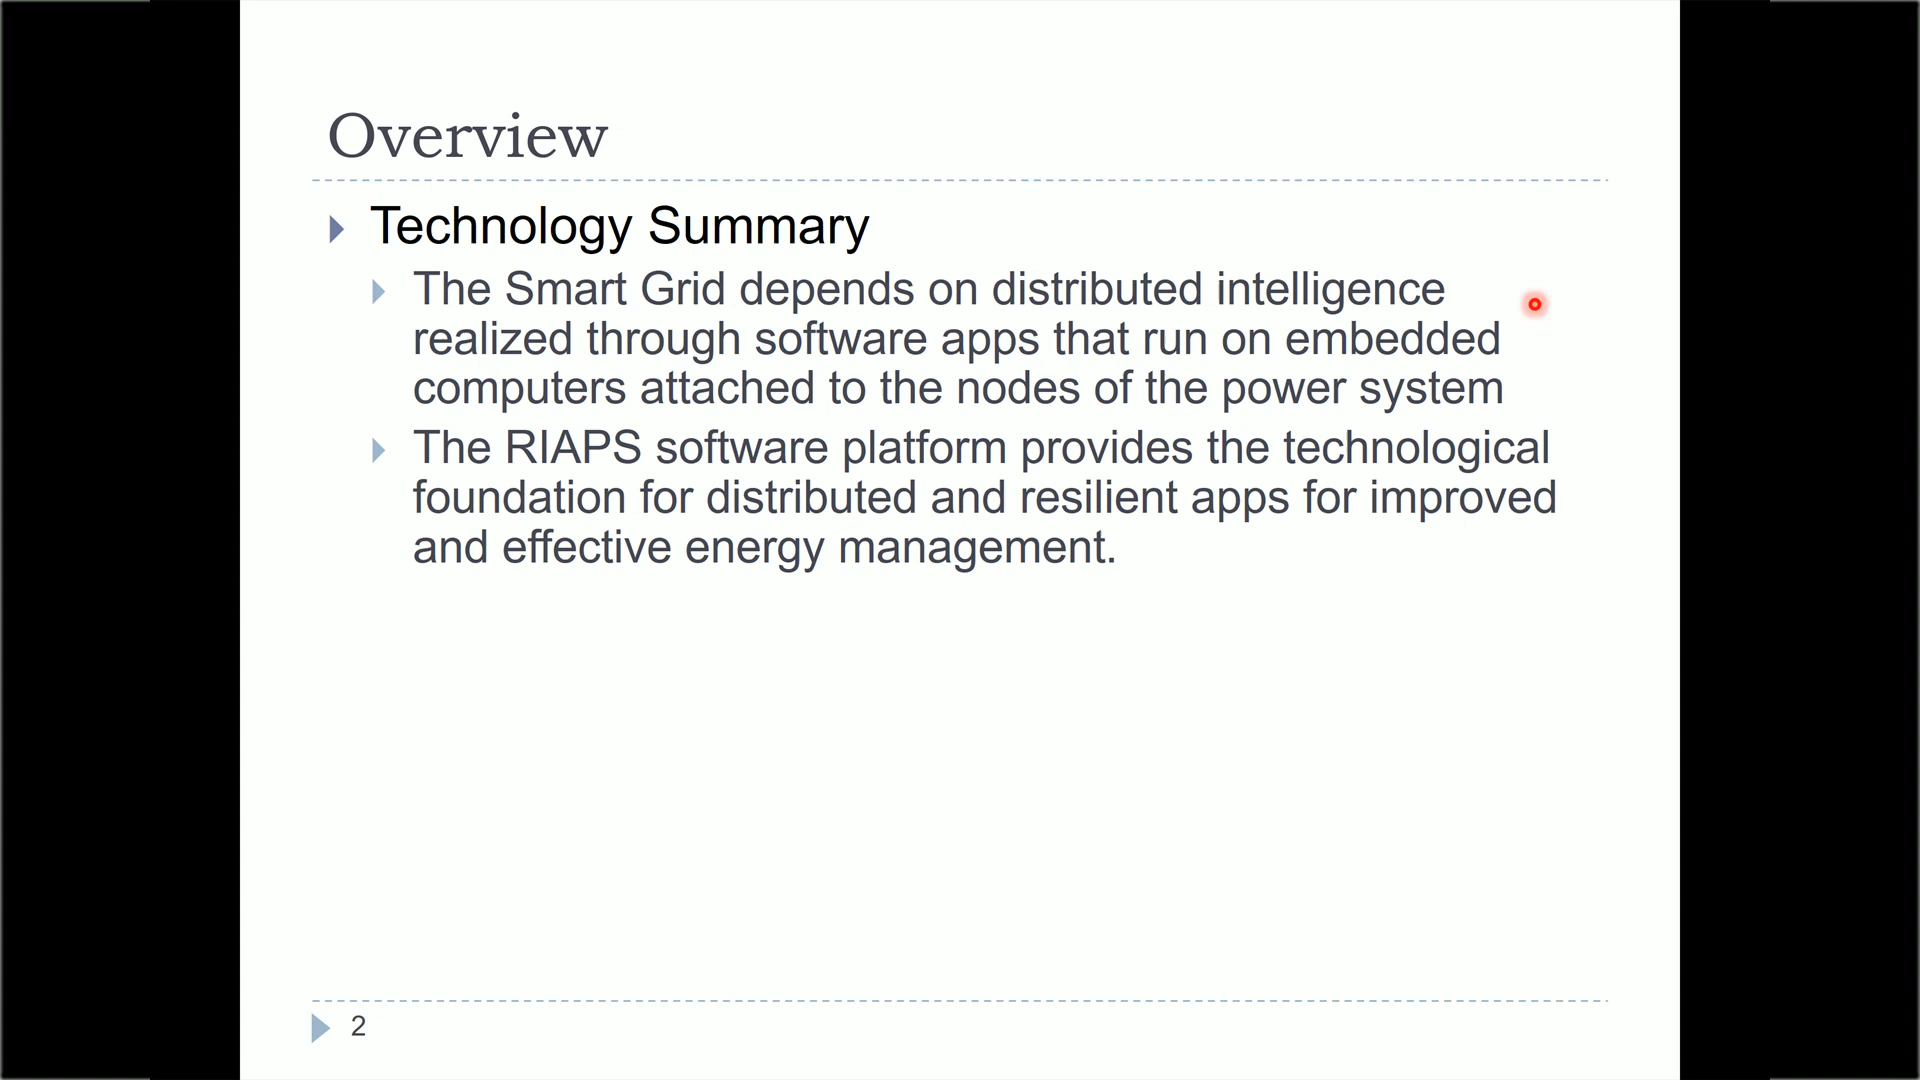 Overview
Technology Summary
The Smart Grid depends on distributed intelligence
realized through software apps that run on embedded
computers attached to the nodes of the power system
The RIAPS software platform provides the technological
foundation for distributed and resilient apps for improved
and effective energy management.
2